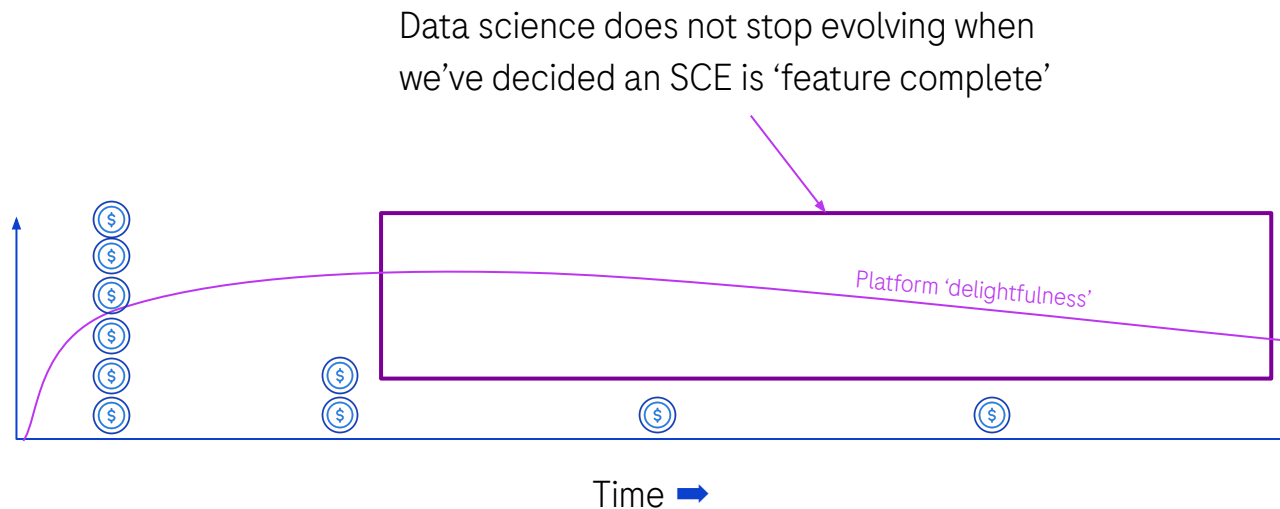 Data science does not stop evolving when
we’ve decided an SCE is ‘feature complete’
$
$
$
$
$
$
$
$
$
$
Platform ‘delightfulness’
Time